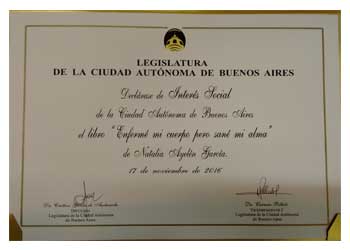 LEGISLATURA
DE LA CIUDAD AUTÓNOMA DE BUENOS AIRES
Declárase de Interés Social
de la Ciudad Autónoma de Buenos Aires
el libro "Enfermé mi cuerpo pero sané mi alma"
de Natalia Ayelén García.
17 de noviembre de 2016
Legislatura de la Ciudad Autónoma
de Buenos Aires
Legislatura de la Ciudad Autónoma
de Buenos Aires